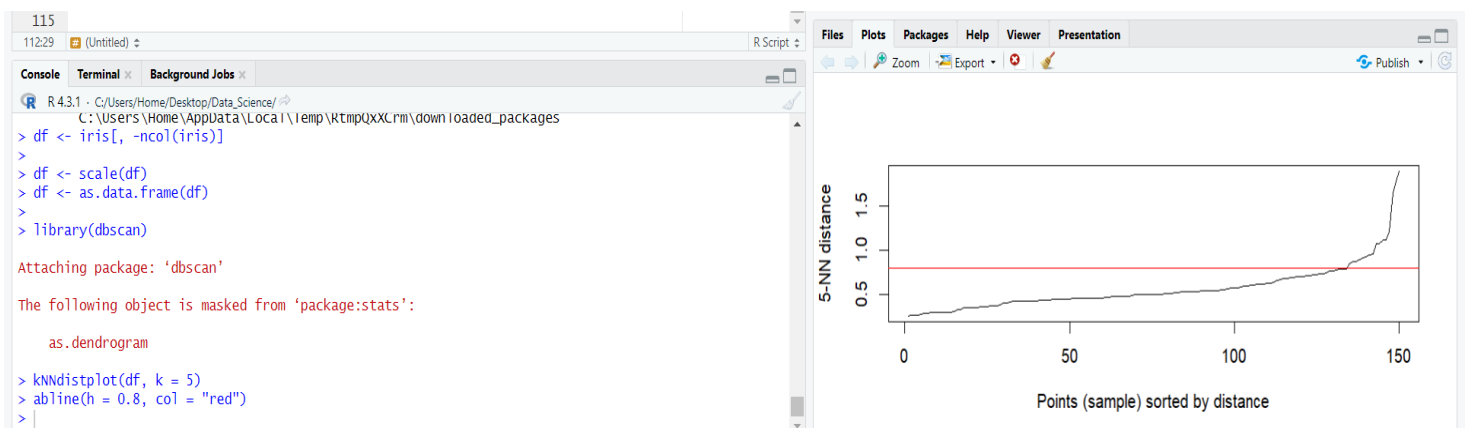 115
112:29 (Untitled) R Script
Console Terminal Background Jobs
R 4.3.1 · C:/Users/Home/Desktop/Data_Science/
C:\Users\Home\AppData\Local\Temp\RtmpQxXCrm\downloaded_packages
> df <- iris[, -ncol(iris)]
>
> df <- scale(df)
> df <- as.data.frame(df)
>
> library(dbscan)
Attaching package: ‘dbscan’
The following object is masked from ‘package:stats’:
as.dendrogram
> kNNdistplot(df, k = 5)
> abline(h = 0.8, col = "red")
>
Files Plots Packages Help Viewer Presentation
Zoom Export Publish
5-NN distance
1.5
1.0
0.5
0 50 100 150
Points (sample) sorted by distance